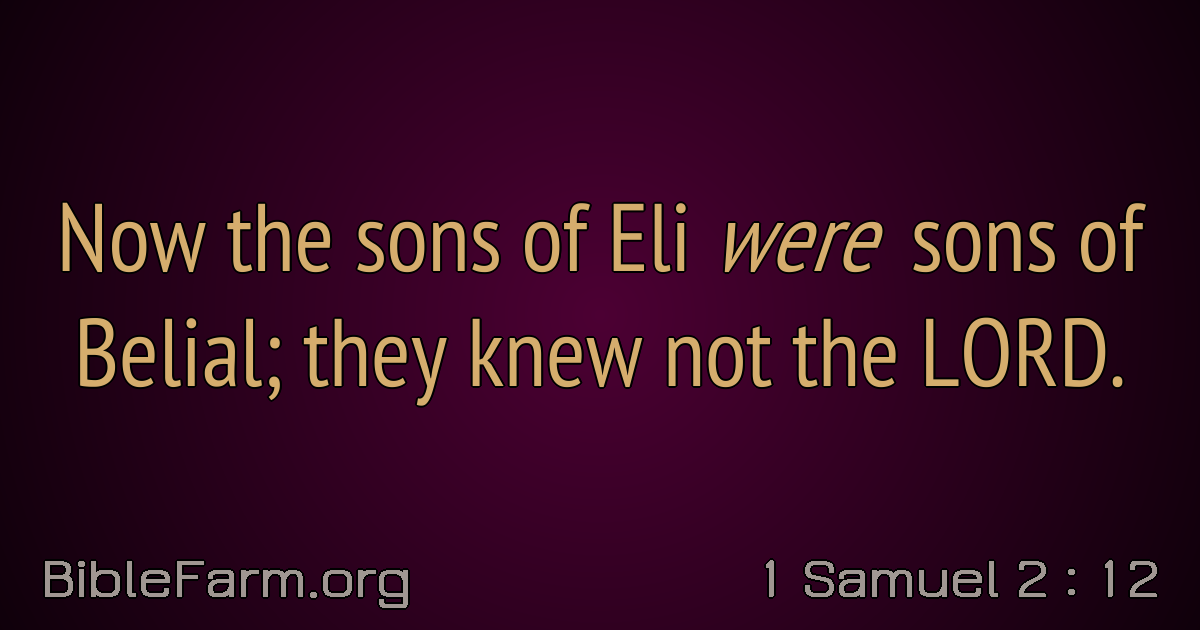 Now the sons of Eli were sons of
Belial; they knew not the LORD.
BibleFarm.org
1 Samuel 2 : 12